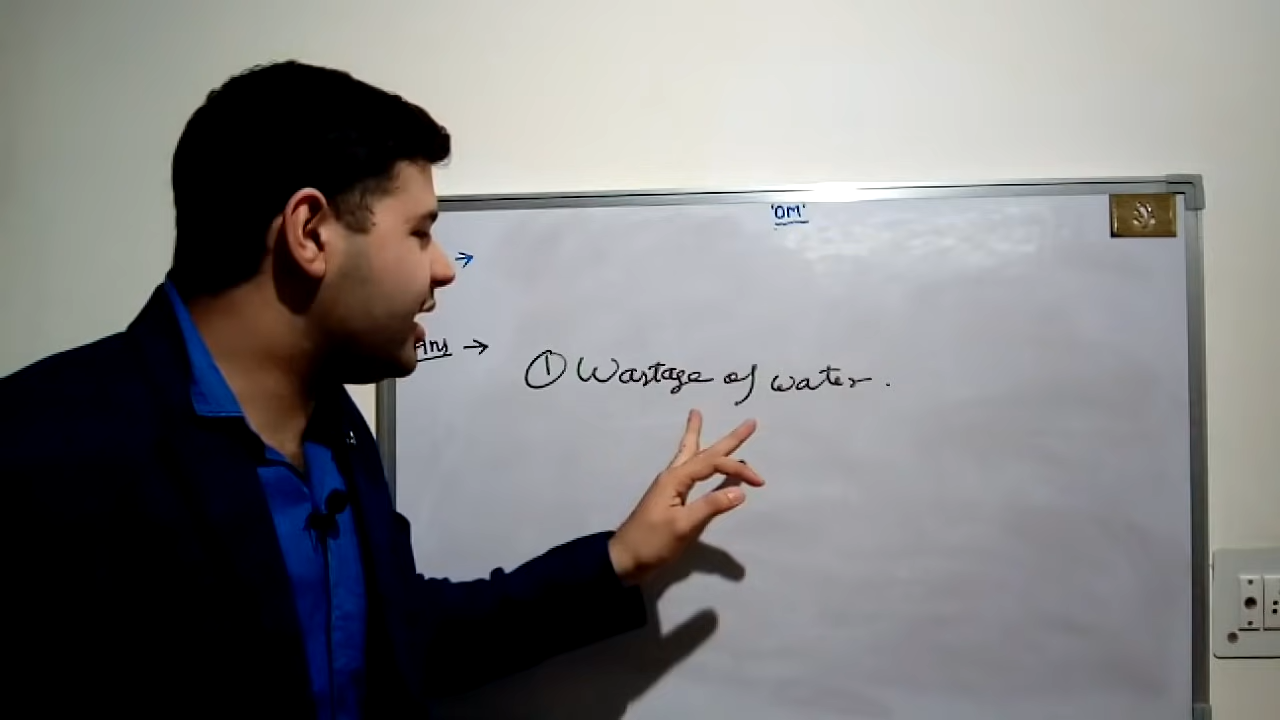 'OM'
→
Ans →
① Wastage of water.